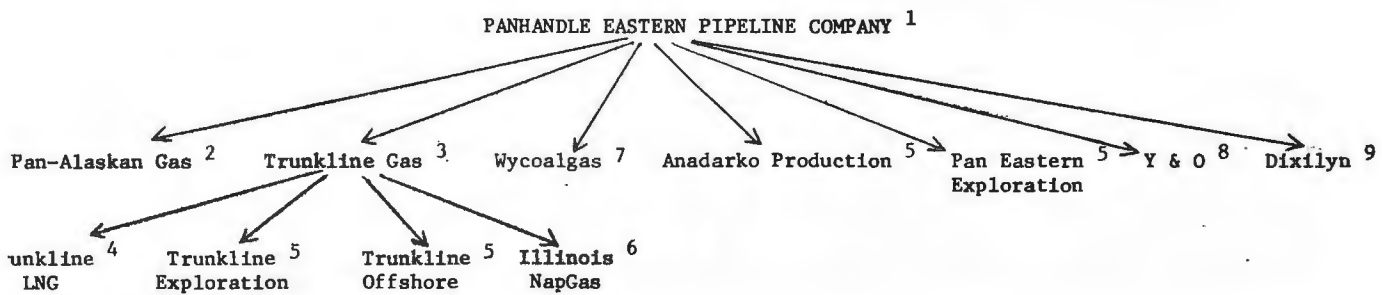 PANHANDLE EASTERN PIPELINE COMPANY 1
Pan-Alaskan Gas 2 Trunkline Gas 3 Wycoalgas 7 Anadarko Production 5 Pan Eastern 5 Y & O 8 Dixilyn 9
Exploration
unkline 4 Trunkline 5 Trunkline 5 Illinois 6
LNG Exploration Offshore NapGas